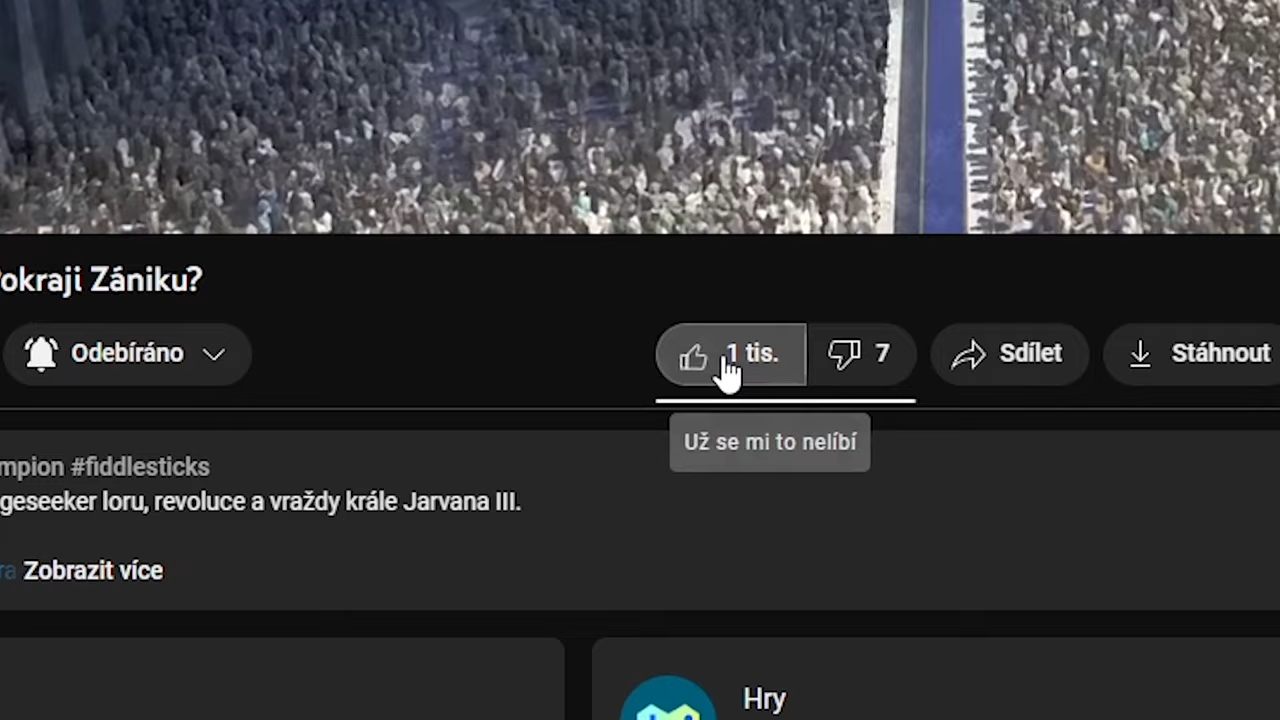 okraji Zániku?
Odebíráno
1 tis.
7
Sdílet
Stáhnout
Už se mi to nelíbí
mpion #fiddlesticks
geseeker loru, revoluce a vraždy krále Jarvana III.
ra Zobrazit více
Hry